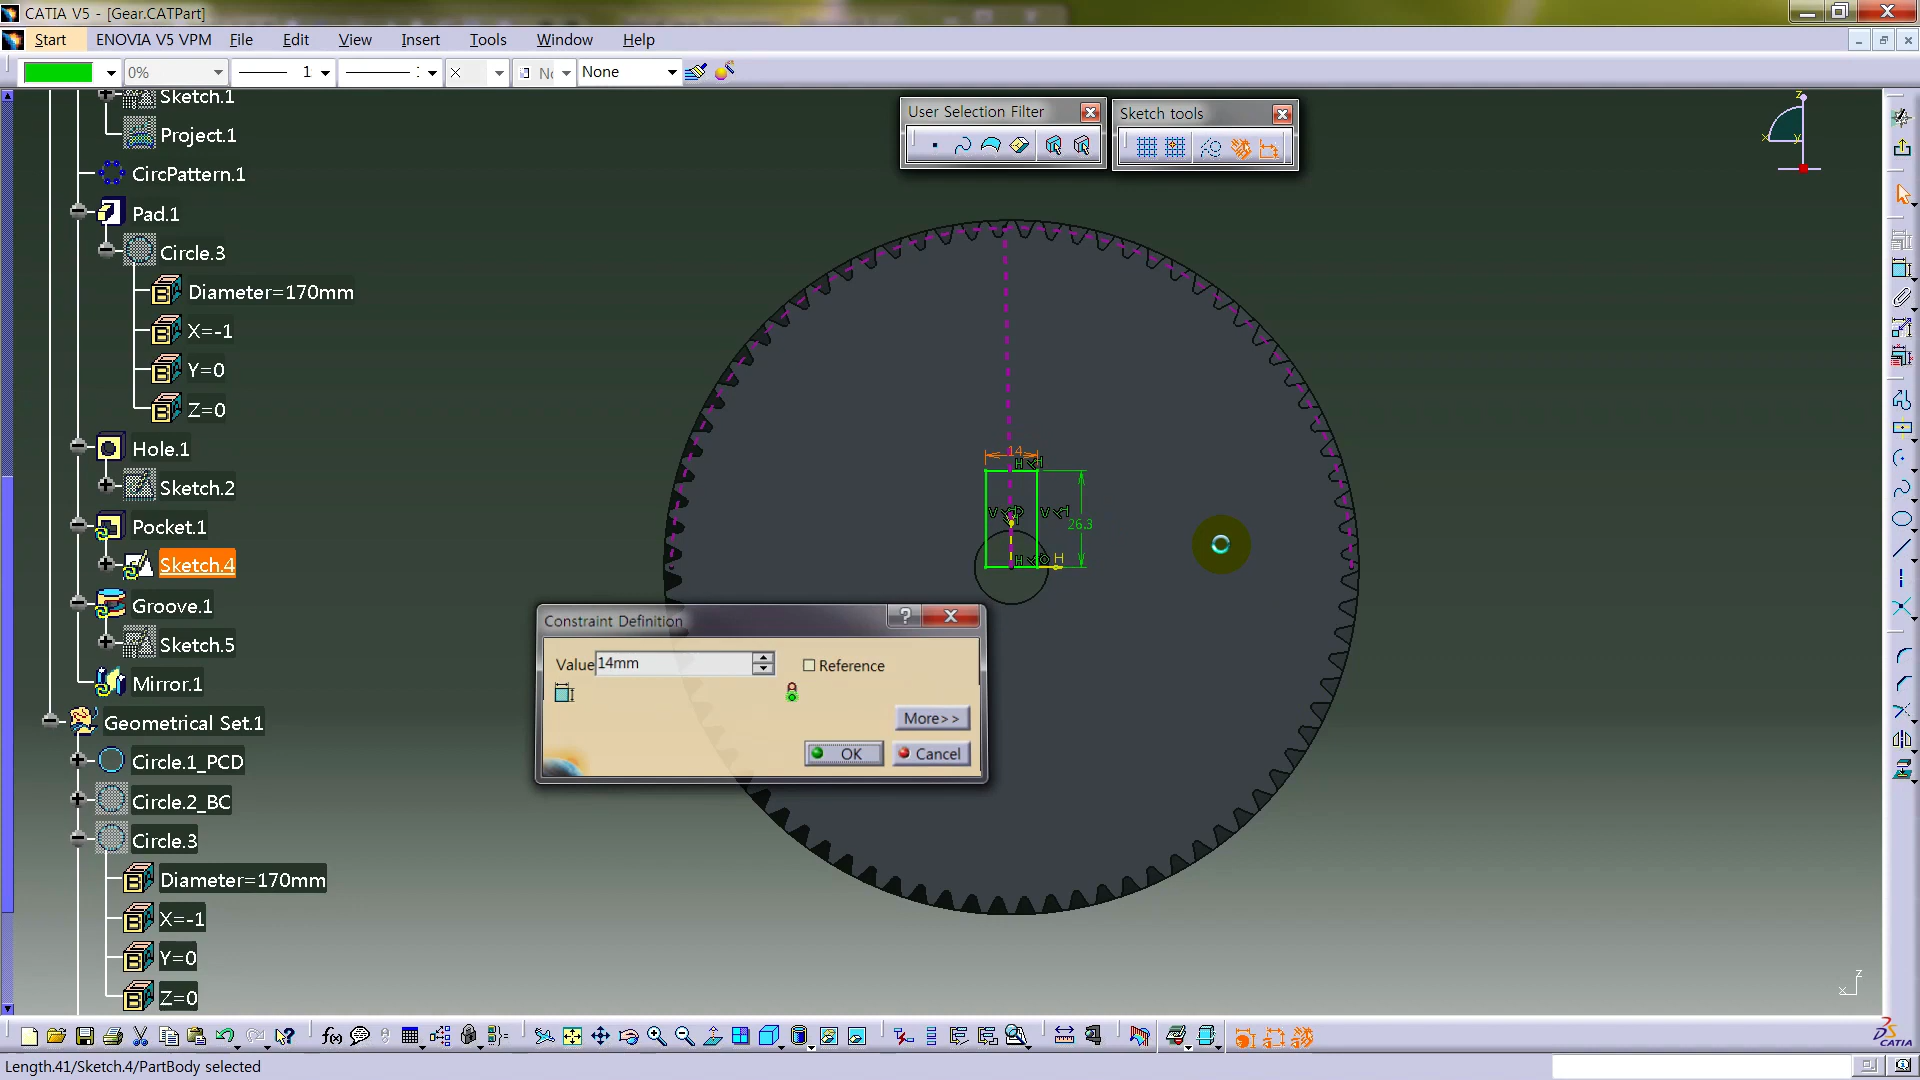 CATIA V5 - [Gear.CATPart]
Start ENOVIA V5 VPM File Edit View Insert Tools Window Help
0% 1 : None
User Selection Filter
Sketch tools
Sketch.1
Project.1
CircPattern.1
Pad.1
Circle.3
Diameter=170mm
X=-1
Y=0
Z=0
Hole.1
Sketch.2
Pocket.1
Sketch.4
Groove.1
Sketch.5
Mirror.1
Geometrical Set.1
Circle.1_PCD
Circle.2_BC
Circle.3
Diameter=170mm
X=-1
Y=0
Z=0
14
H
V V
26.3
H H
z
x y
Constraint Definition
Value 14mm
Reference
More>>
OK Cancel
z
x
CATIA
Length.41/Sketch.4/PartBody selected